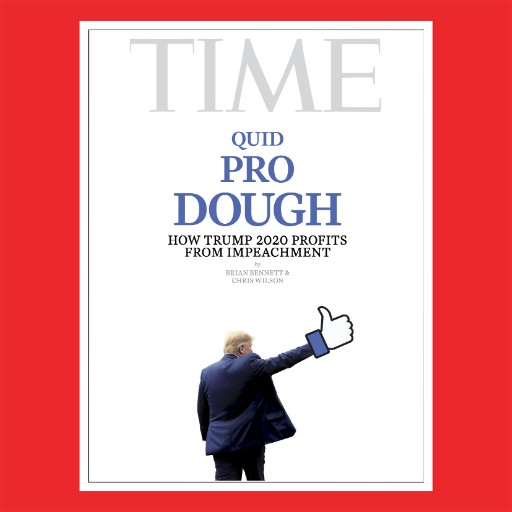 TIME
QUID
PRO
DOUGH
HOW TRUMP 2020 PROFITS
FROM IMPEACHMENT
by
BRIAN BENNETT &
CHRIS WILSON